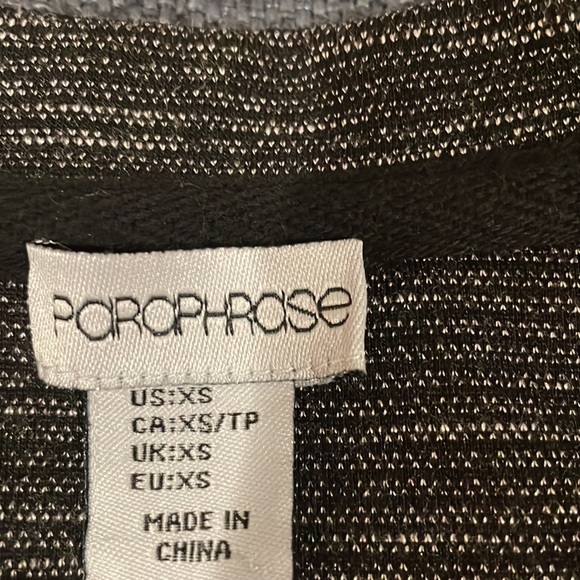 PARAPHRASE
US:XS
CA:XS/TP
UK:XS
EU:XS
MADE IN
CHINA